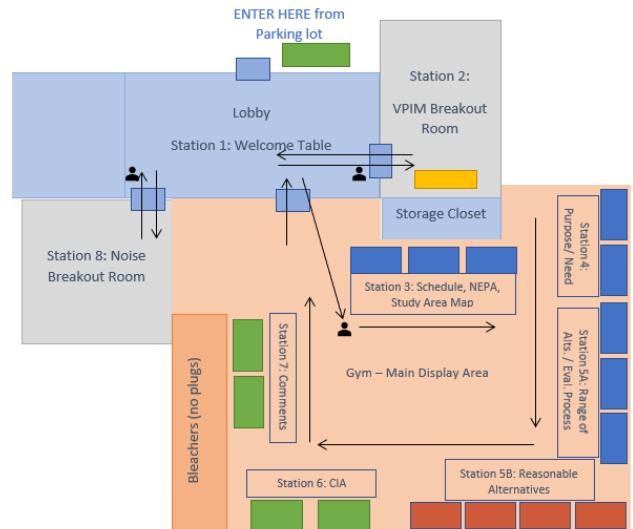 ENTER HERE from
Parking lot
Station 2:
VPIM Breakout
Room
Lobby
Station 1: Welcome Table
Storage Closet
Station 8: Noise
Breakout Room
Station 3: Schedule, NEPA,
Study Area Map
Station 4:
Purpose/ Need
Station 5A: Range of
Alts. / Eval. Process
Gym – Main Display Area
Station 7: Comments
Bleachers (no plugs)
Station 6: CIA
Station 5B: Reasonable
Alternatives